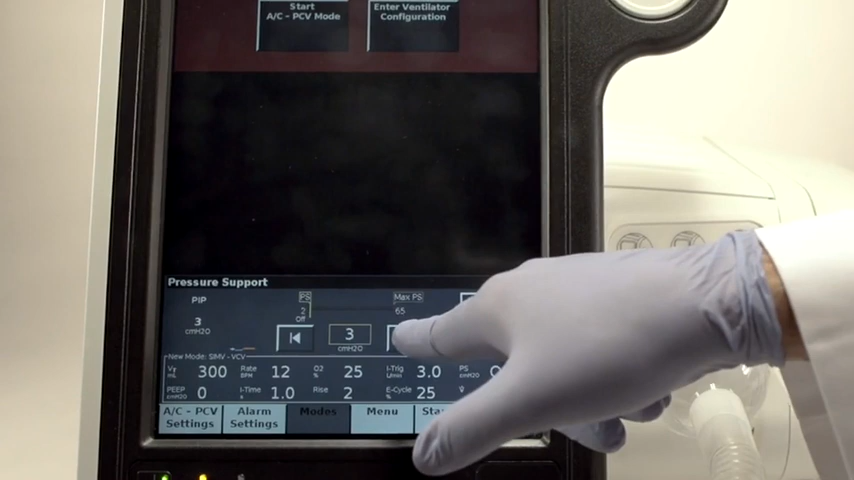 Start
A/C - PCV Mode
Enter Ventilator
Configuration
Pressure Support
PIP
3
cmH2O
PS
2
Off
Max PS
65
3
cmH2O
New Mode: SIMV - VCV
VT mL 300 Rate BPM 12 O2 % 25 I-Trig L/min 3.0 PS cmH2O
PEEP cmH2O 0 I-Time s 1.0 Rise 2 E-Cycle % 25
A/C - PCV
Settings
Alarm
Settings
Modes
Menu